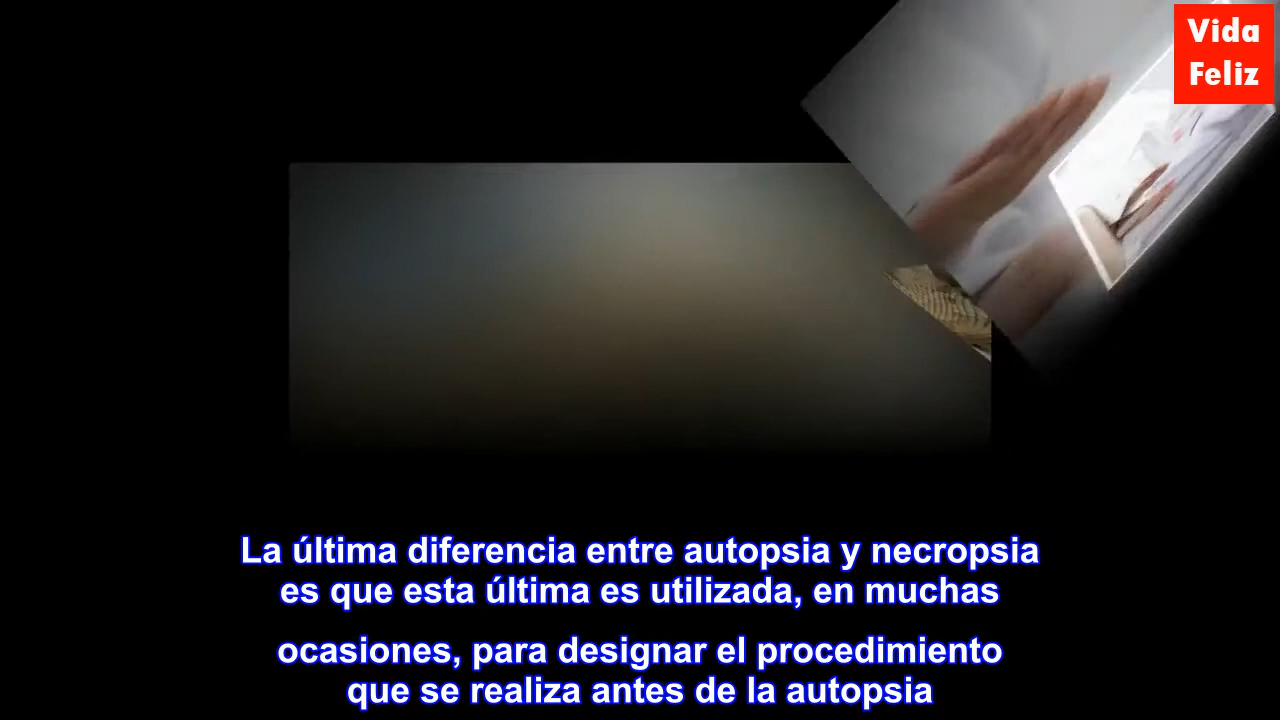 Vida
Feliz
La última diferencia entre autopsia y necropsia
es que esta última es utilizada, en muchas
ocasiones, para designar el procedimiento
que se realiza antes de la autopsia